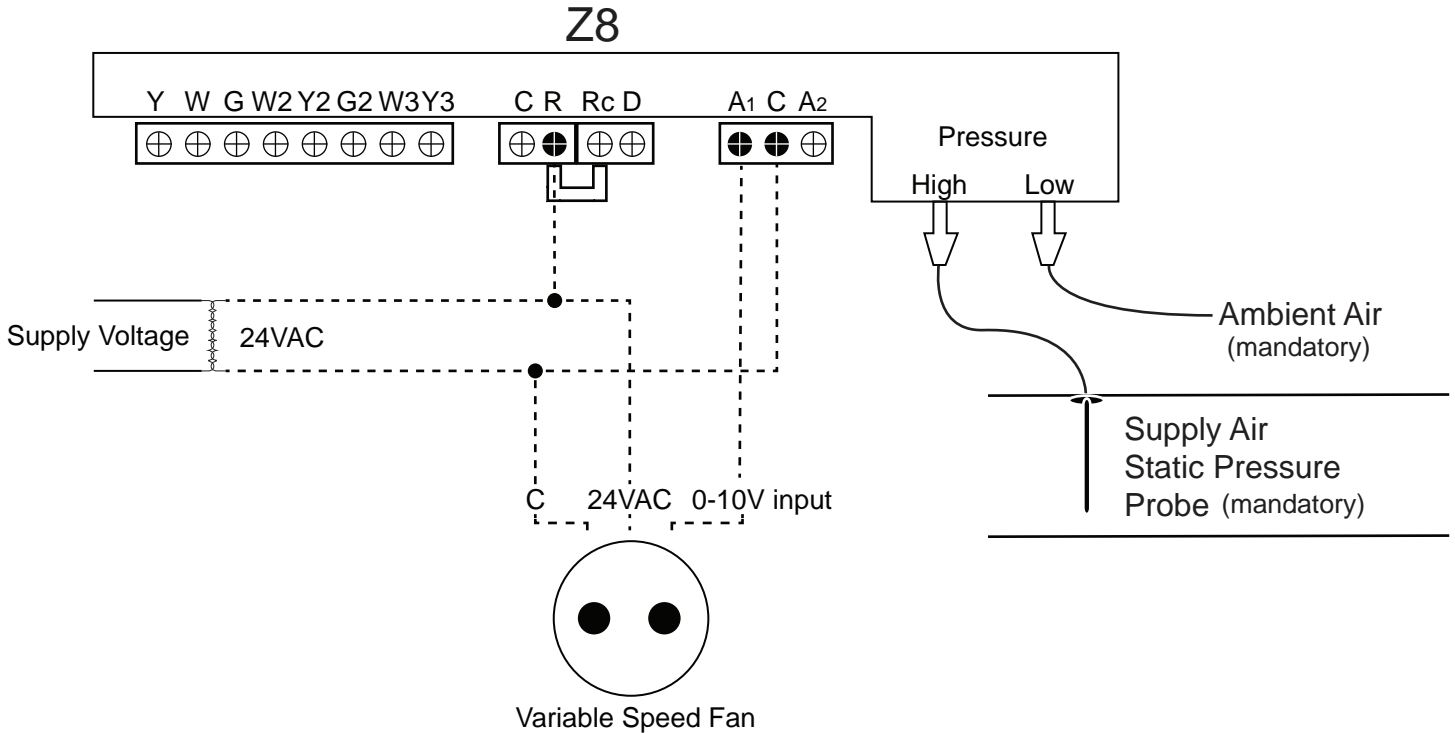 Z8
Y W G W2 Y2 G2 W3 Y3 C R Rc D A1 C A2
Pressure
High Low
Supply Voltage 24VAC
Ambient Air
(mandatory)
Supply Air
Static Pressure
Probe (mandatory)
C 24VAC 0-10V input
Variable Speed Fan